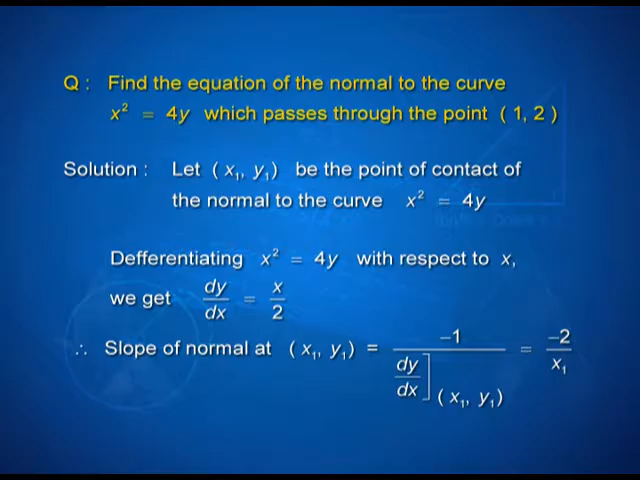 Q : Find the equation of the normal to the curve
x² = 4y which passes through the point ( 1, 2 )
Solution : Let ( x₁, y₁) be the point of contact of
the normal to the curve x² = 4y
Defferentiating x² = 4y with respect to x,
we get dy/dx = x/2
∴ Slope of normal at ( x₁, y₁) = –1 / dy/dx ] ( x₁, y₁) = –2/x₁